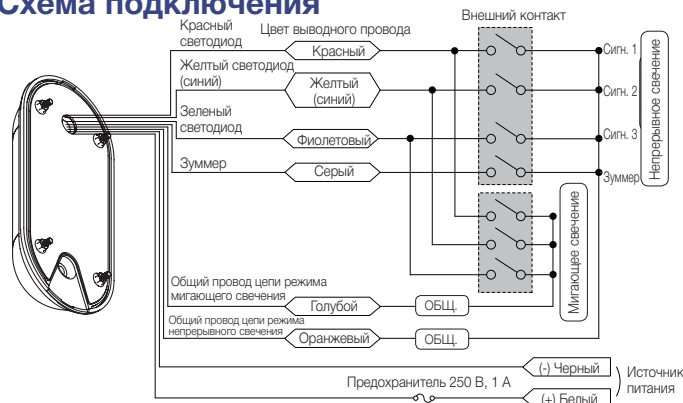 Схема подключения
Внешний контакт
Красный
светодиод
Цвет выводного провода
Красный
Сигн. 1
Желтый светодиод
(синий)
Желтый
(синий)
Сигн. 2
Зеленый
светодиод
Фиолетовый
Сигн. 3
Непрерывное свечение
Зуммер
Серый
Зуммер
Мигающее свечение
Общий провод цепи режима
мигающего свечения
Голубой
ОБЩ.
Общий провод цепи режима
непрерывного свечения
Оранжевый
ОБЩ.
(-) Черный
Источник
питания
Предохранитель 250 В, 1 А
(+) Белый